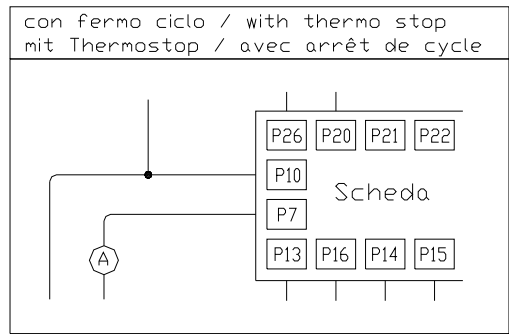 con fermo ciclo / with thermo stop
mit Thermostop / avec arrêt de cycle
P26 P20 P21 P22
P10
Scheda
P7
A
P13 P16 P14 P15